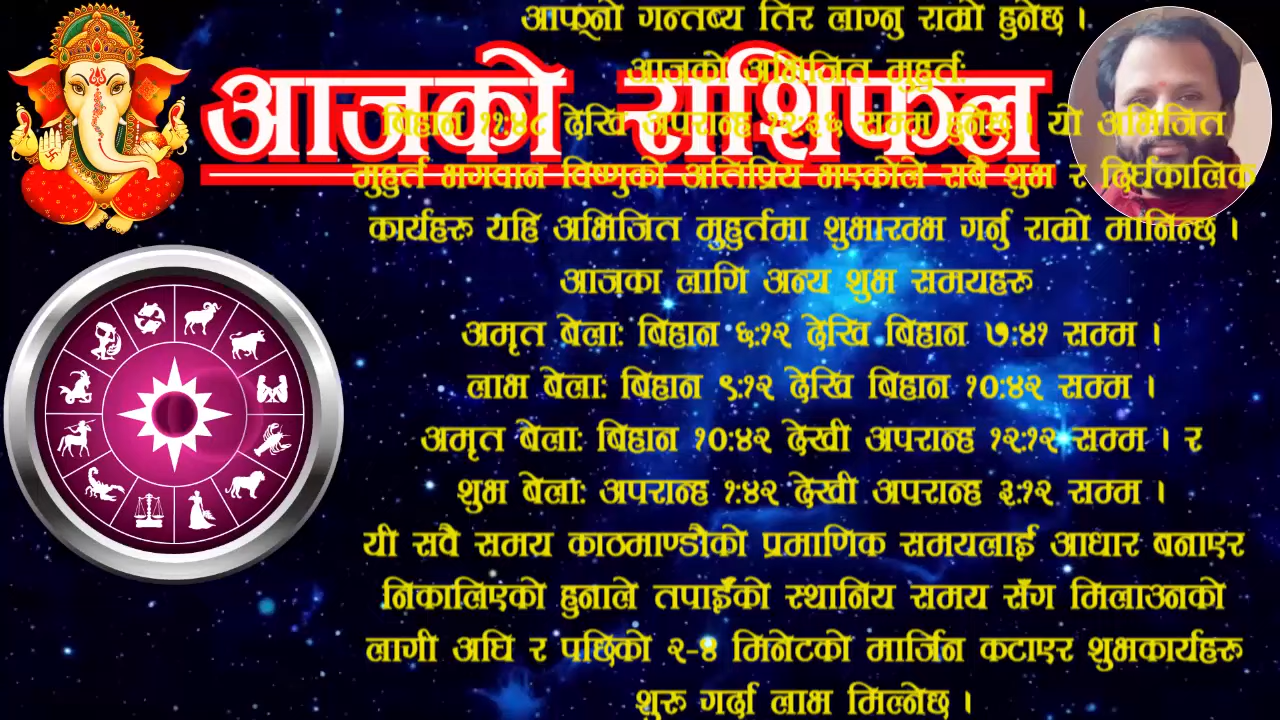 आफ्नो गन्तब्य तिर लाग्नु राम्रो हुनेछ ।
आजको राशिफल
आजको अभिजित मुहुर्त:
बिहान ११:४८ देखि अपरान्ह १२:३६ सम्म हुनेछ । यो अभिजित
मुहुर्त भगवान विष्णुको अतिप्रिय भएकोले सबै शुभ र दिर्घकालिक
कार्यहरू यहि अभिजित मुहुर्तमा शुभारम्भ गर्नु राम्रो मानिन्छ ।
आजका लागि अन्य शुभ समयहरू
अमृत बेला: बिहान ६:१२ देखि बिहान ७:४१ सम्म ।
लाभ बेला: बिहान ९:१२ देखि बिहान १०:४२ सम्म ।
अमृत बेला: बिहान १०:४२ देखी अपरान्ह १२:१२ सम्म । र
शुभ बेला: अपरान्ह १:४२ देखी अपरान्ह ३:१२ सम्म ।
यी सवै समय काठमाण्डौको प्रमाणिक समयलाई आधार बनाएर
निकालिएको हुनाले तपाईँको स्थानिय समय सँग मिलाउनको
लागी अघि र पछिको २-४ मिनेटको मार्जिन कटाएर शुभकार्यहरू
शुरू गर्दा लाभ मिल्नेछ ।